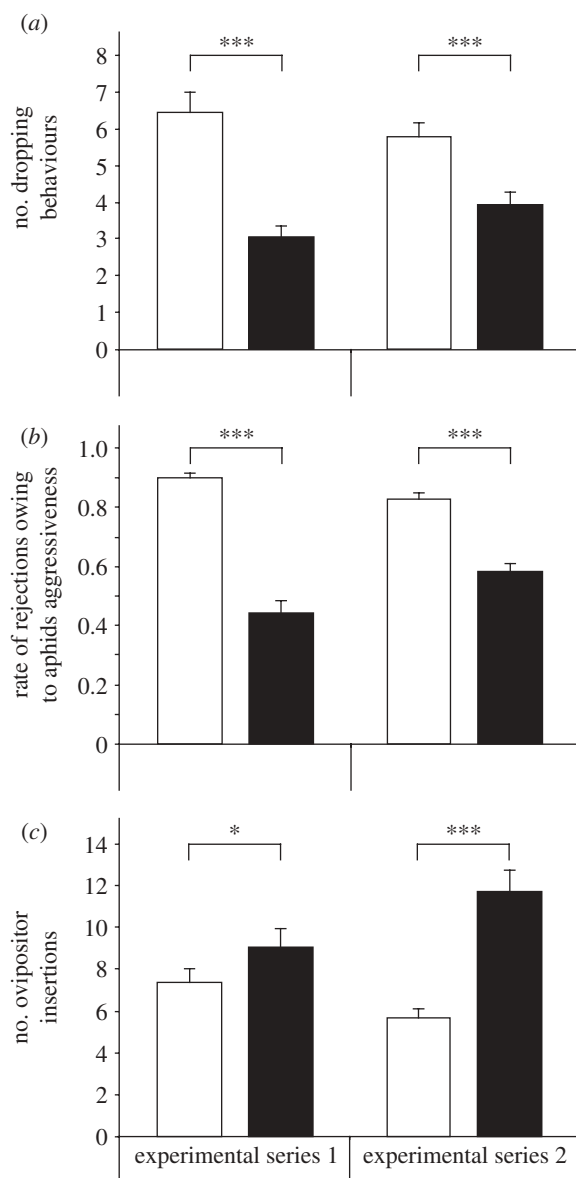 (a)
*** ***
8
7
6
5
4
3
2
1
0
no. dropping
behaviours
(b)
*** ***
1.0
0.8
0.6
0.4
0.2
0
rate of rejections owing
to aphids aggressiveness
(c)
* ***
14
12
10
8
6
4
2
0
no. ovipositor
insertions
experimental series 1 experimental series 2